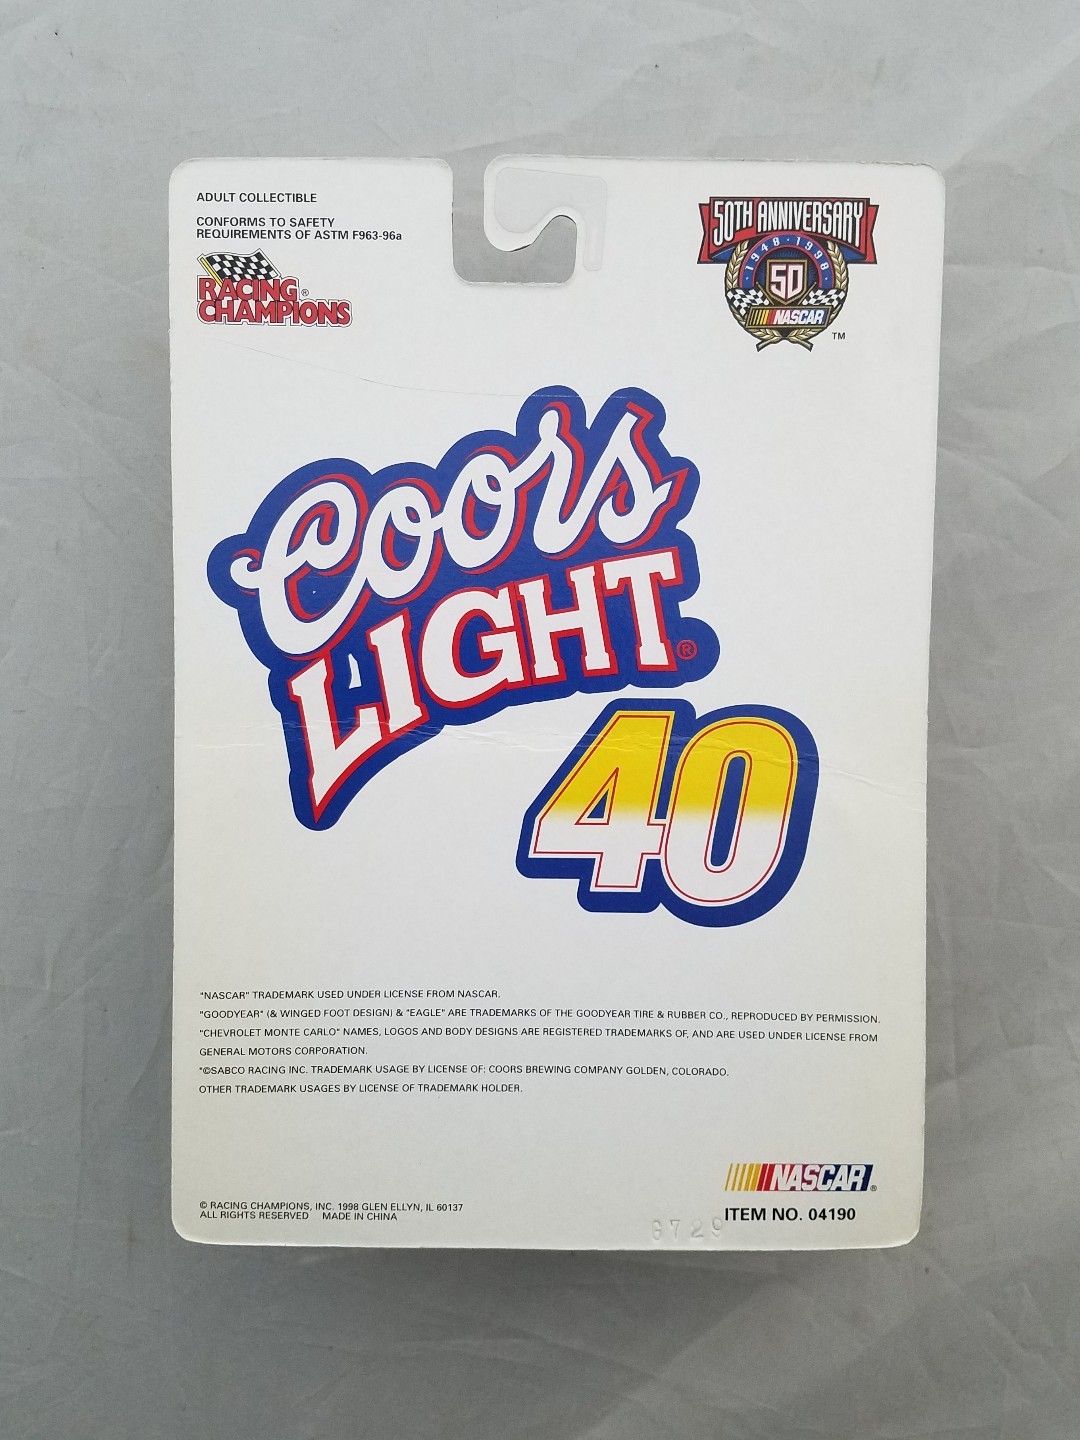 ADULT COLLECTIBLE
CONFORMS TO SAFETY
REQUIREMENTS OF ASTM F963-96a
RACING®
CHAMPIONS
50TH ANNIVERSARY
1948 · 1998
50
NASCAR
TM
Coors
LIGHT®
40
"NASCAR" TRADEMARK USED UNDER LICENSE FROM NASCAR.
"GOODYEAR" (& WINGED FOOT DESIGN) & "EAGLE" ARE TRADEMARKS OF THE GOODYEAR TIRE & RUBBER CO., REPRODUCED BY PERMISSION.
"CHEVROLET MONTE CARLO" NAMES, LOGOS AND BODY DESIGNS ARE REGISTERED TRADEMARKS OF, AND ARE USED UNDER LICENSE FROM
GENERAL MOTORS CORPORATION.
"©SABCO RACING INC. TRADEMARK USAGE BY LICENSE OF: COORS BREWING COMPANY GOLDEN, COLORADO.
OTHER TRADEMARK USAGES BY LICENSE OF TRADEMARK HOLDER.
NASCAR®
© RACING CHAMPIONS, INC. 1998 GLEN ELLYN, IL 60137
ALL RIGHTS RESERVED MADE IN CHINA
6729
ITEM NO. 04190